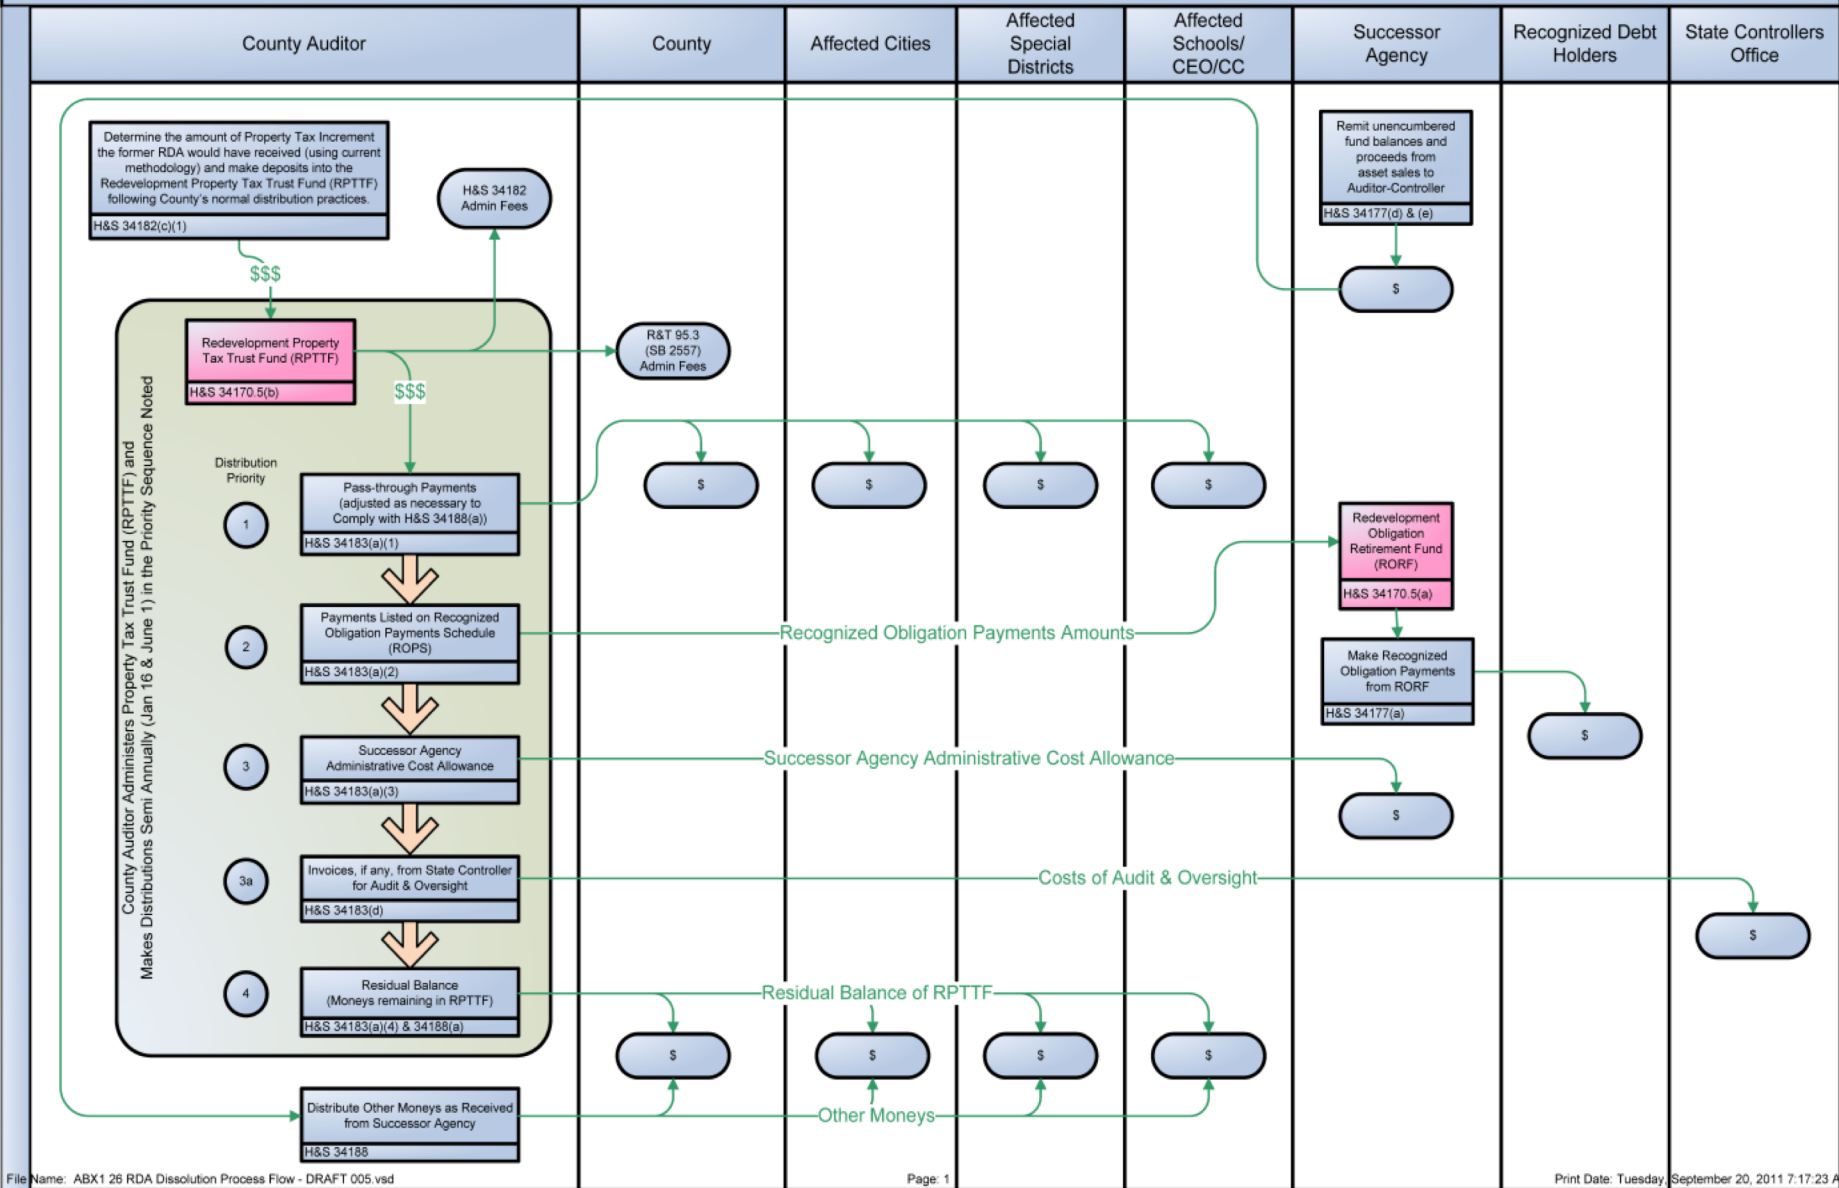 County Auditor
County
Affected Cities
Affected
Special
Districts
Affected
Schools/
CEO/CC
Successor
Agency
Recognized Debt
Holders
State Controllers
Office
Determine the amount of Property Tax Increment
the former RDA would have received (using current
methodology) and make deposits into the
Redevelopment Property Tax Trust Fund (RPTTF)
following County's normal distribution practices.
H&S 34182(c)(1)
$$$
H&S 34182
Admin Fees
Remit unencumbered
fund balances and
proceeds from
asset sales to
Auditor-Controller
H&S 34177(d) & (e)
$
County Auditor Administers Property Tax Trust Fund (RPTTF) and
Makes Distributions Semi Annually (Jan 16 & June 1) in the Priority Sequence Noted
Redevelopment Property
Tax Trust Fund (RPTTF)
H&S 34170.5(b)
$$$
R&T 95.3
(SB 2557)
Admin Fees
Distribution
Priority
1
Pass-through Payments
(adjusted as necessary to
Comply with H&S 34188(a))
H&S 34183(a)(1)
$
$
$
$
Redevelopment
Obligation
Retirement Fund
(RORF)
H&S 34170.5(a)
2
Payments Listed on Recognized
Obligation Payments Schedule
(ROPS)
H&S 34183(a)(2)
Recognized Obligation Payments Amounts
Make Recognized
Obligation Payments
from RORF
H&S 34177(a)
$
3
Successor Agency
Administrative Cost Allowance
H&S 34183(a)(3)
Successor Agency Administrative Cost Allowance
$
3a
Invoices, if any, from State Controller
for Audit & Oversight
H&S 34183(d)
Costs of Audit & Oversight
$
4
Residual Balance
(Moneys remaining in RPTTF)
H&S 34183(a)(4) & 34188(a)
Residual Balance of RPTTF
$
$
$
$
Distribute Other Moneys as Received
from Successor Agency
H&S 34188
Other Moneys
File Name: ABX1 26 RDA Dissolution Process Flow - DRAFT 005.vsd
Page: 1
Print Date: Tuesday, September 20, 2011 7:17:23 A